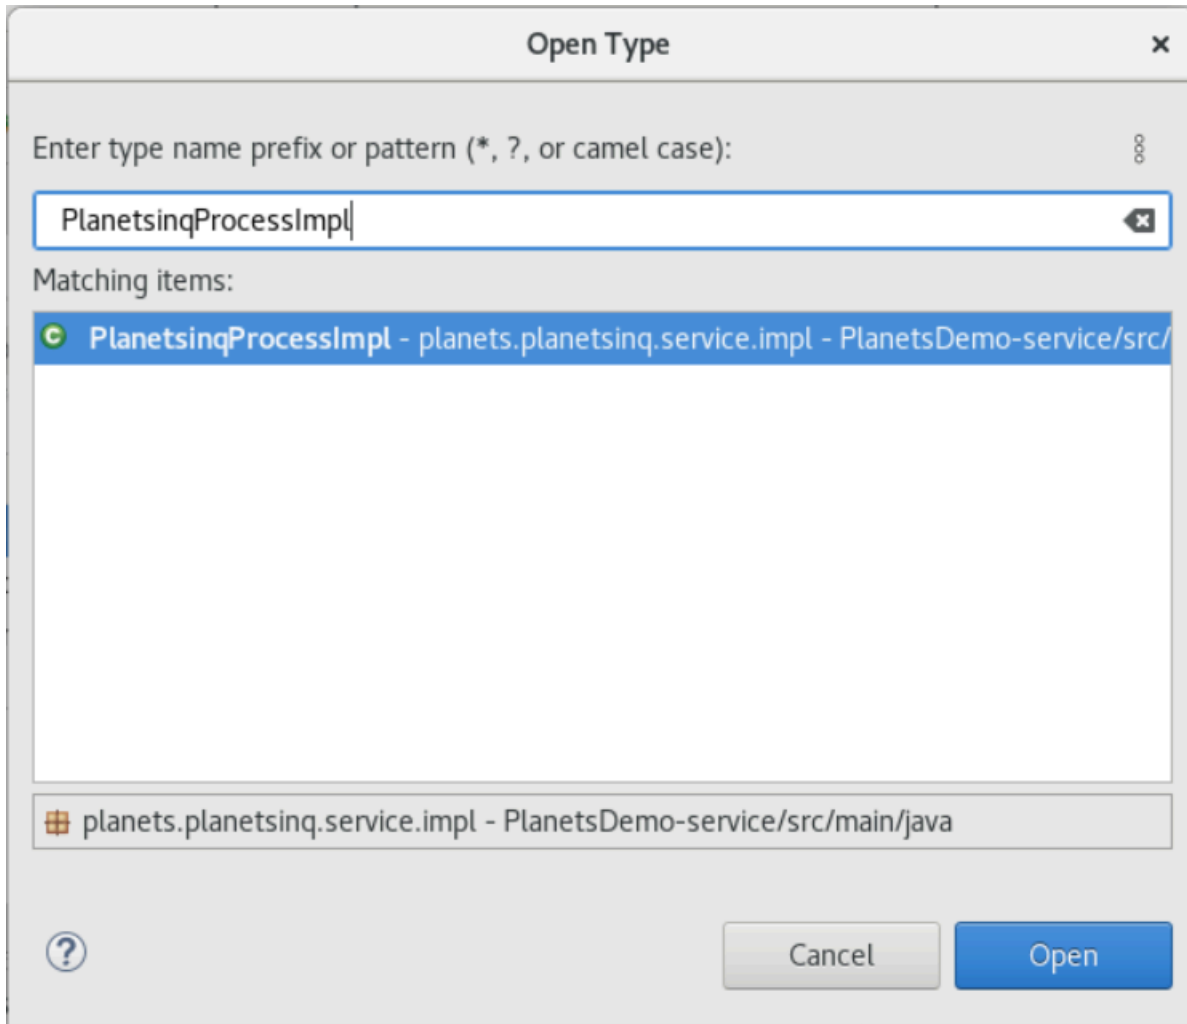 Open Type
Enter type name prefix or pattern (*, ?, or camel case):
PlanetsinqProcessImpl
Matching items:
PlanetsinqProcessImpl - planets.planetsinq.service.impl - PlanetsDemo-service/src/
planets.planetsinq.service.impl - PlanetsDemo-service/src/main/java
Cancel
Open